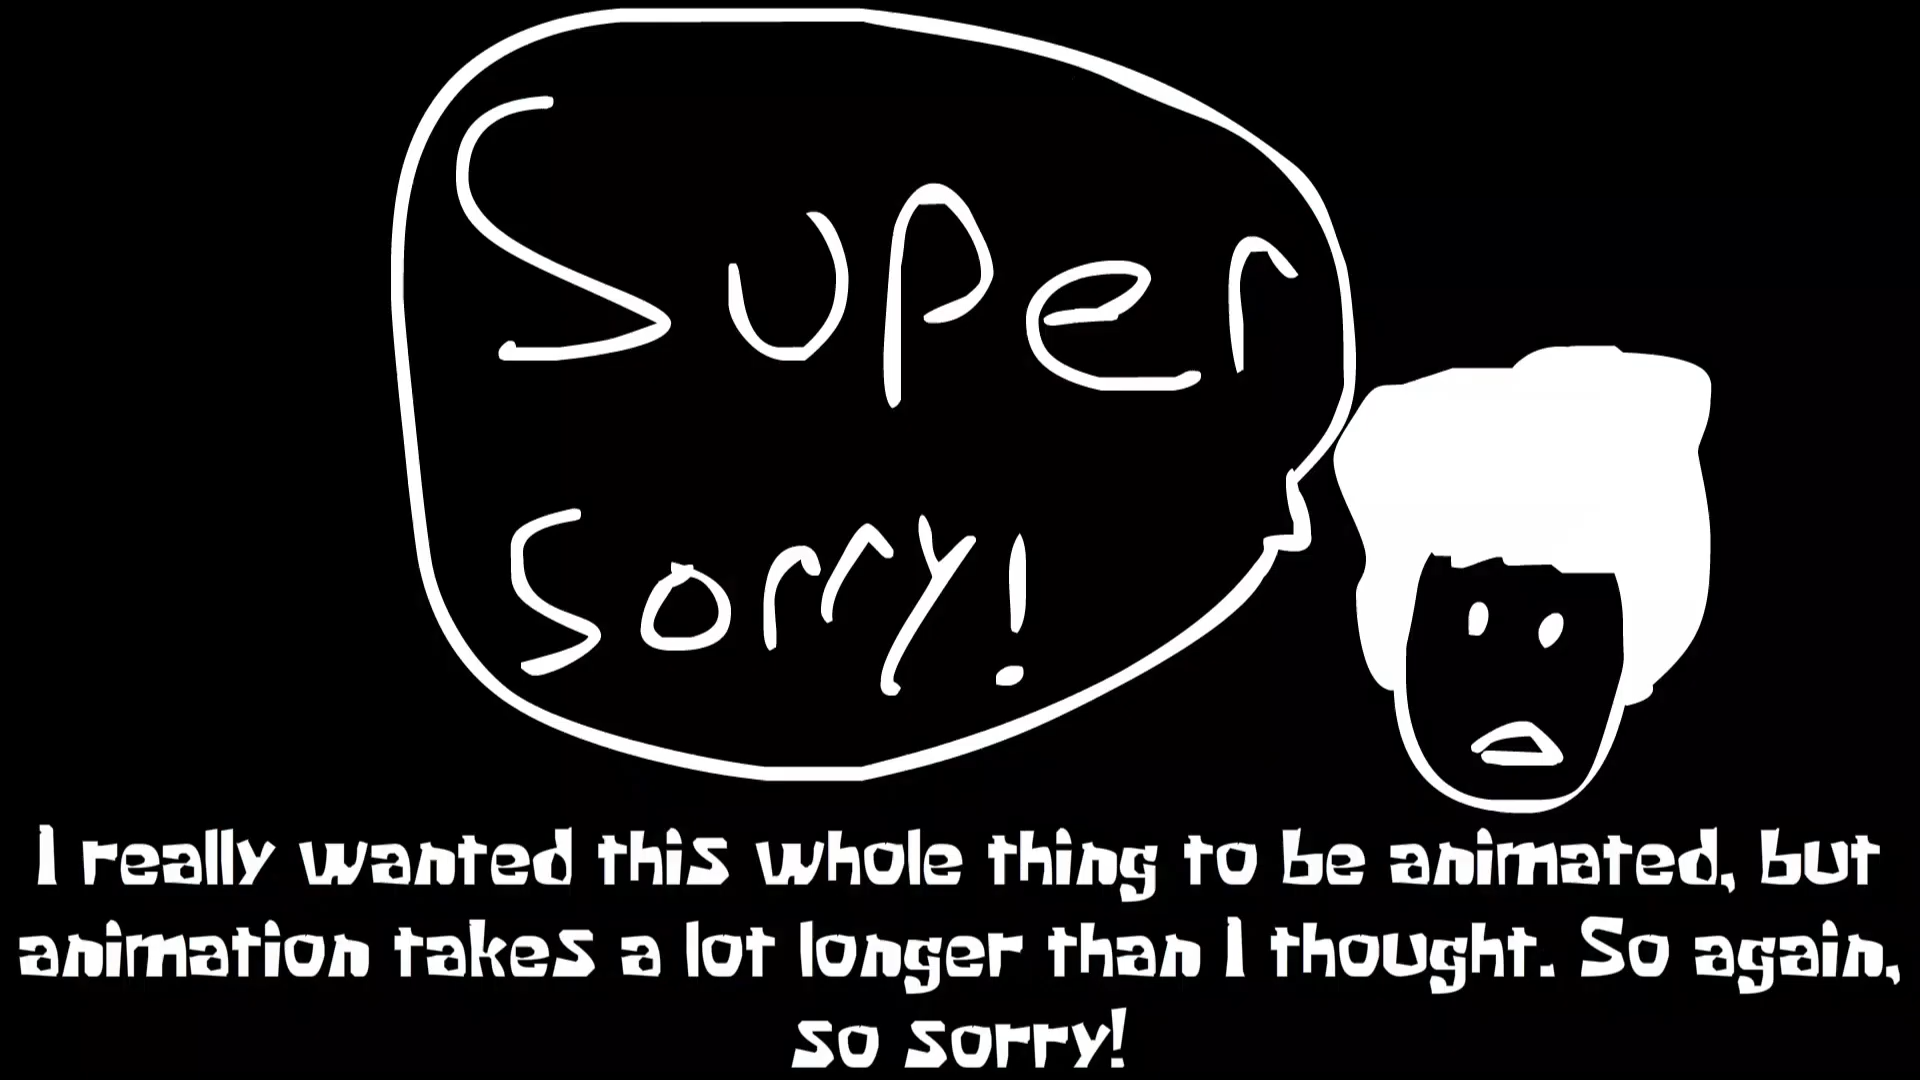 Super
Sorry!
I really wanted this whole thing to be animated, but
animation takes a lot longer than I thought. So again,
so sorry!